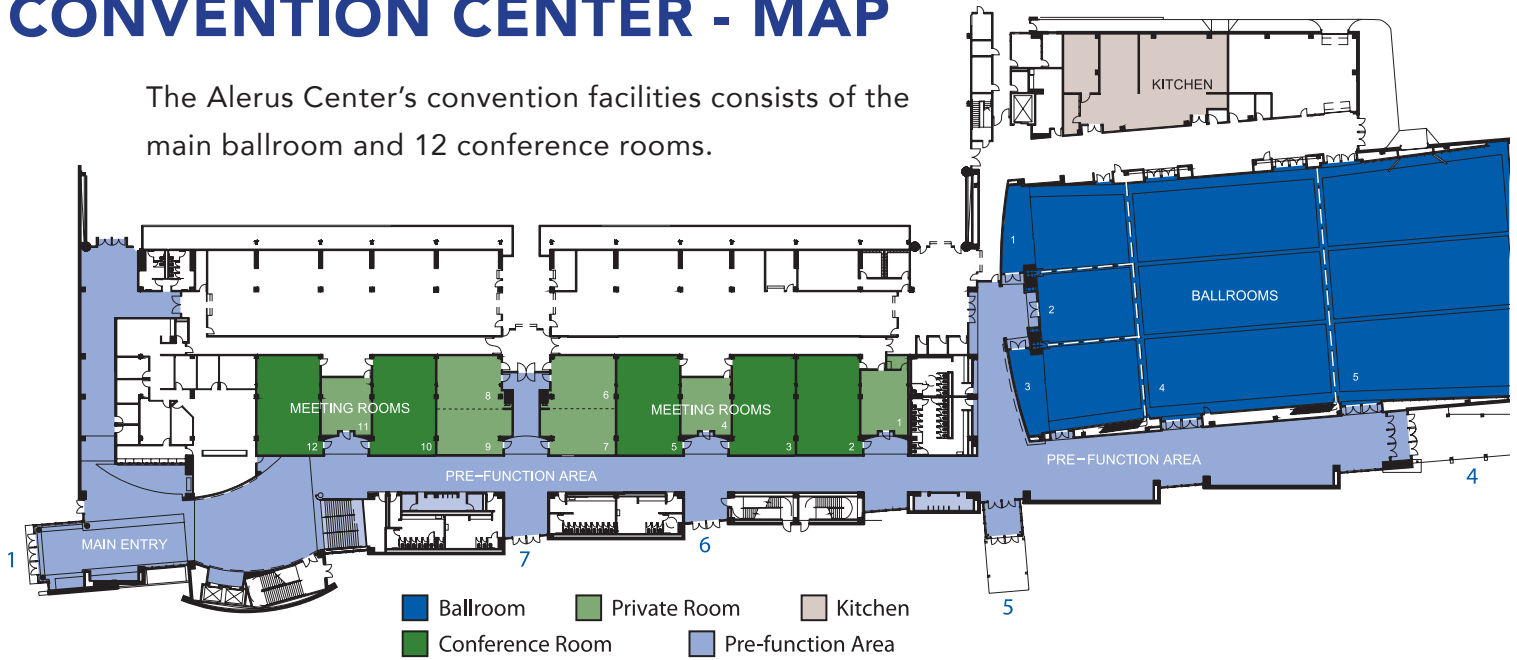 CONVENTION CENTER - MAP
The Alerus Center's convention facilities consists of the
main ballroom and 12 conference rooms.
KITCHEN
1
2
BALLROOMS
3
4
5
MEETING ROOMS
8
6
MEETING ROOMS
11
4
1
12
10
9
7
5
3
2
PRE–FUNCTION AREA
PRE–FUNCTION AREA
4
MAIN ENTRY
1
7
6
5
Ballroom
Private Room
Kitchen
Conference Room
Pre-function Area